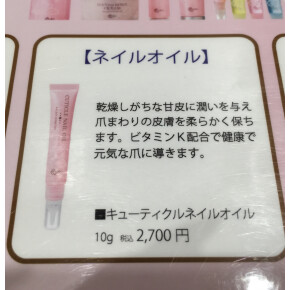 【ネイルオイル】
乾燥しがちな甘皮に潤いを与え
爪まわりの皮膚を柔らかく保ち
ます。ビタミンK配合で健康で
元気な爪に導きます。
■キューティクルネイルオイル
10g 税込 2,700円